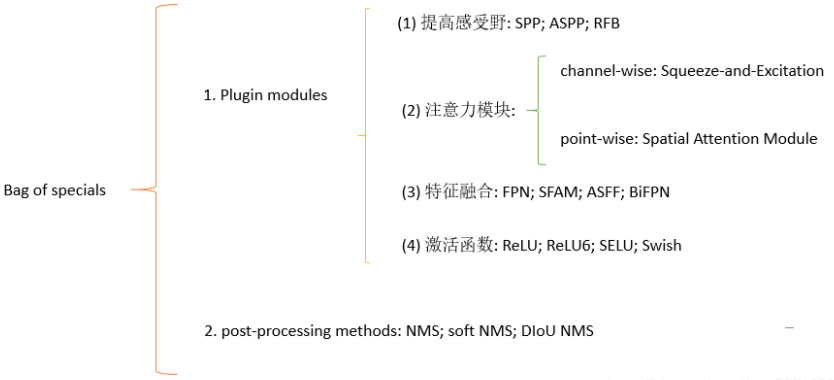 Bag of specials
1. Plugin modules
(1) 提高感受野: SPP; ASPP; RFB
(2) 注意力模块:
channel-wise: Squeeze-and-Excitation
point-wise: Spatial Attention Module
(3) 特征融合: FPN; SFAM; ASFF; BiFPN
(4) 激活函数: ReLU; ReLU6; SELU; Swish
2. post-processing methods: NMS; soft NMS; DIoU NMS